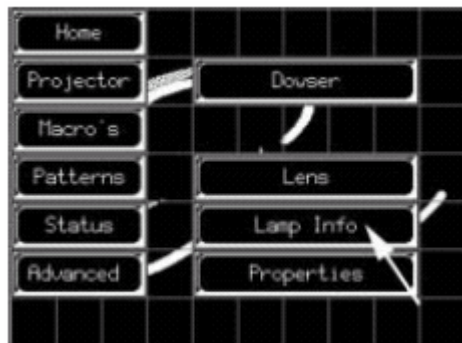 Home
Projector
Dowser
Macro's
Patterns
Lens
Status
Lamp Info
Advanced
Properties